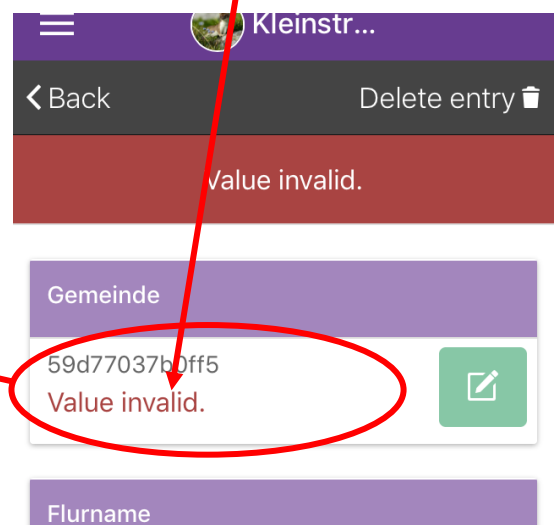 Kleinstr...
Back
Delete entry
Value invalid.
Gemeinde
59d77037b0ff5
Value invalid.
Flurname